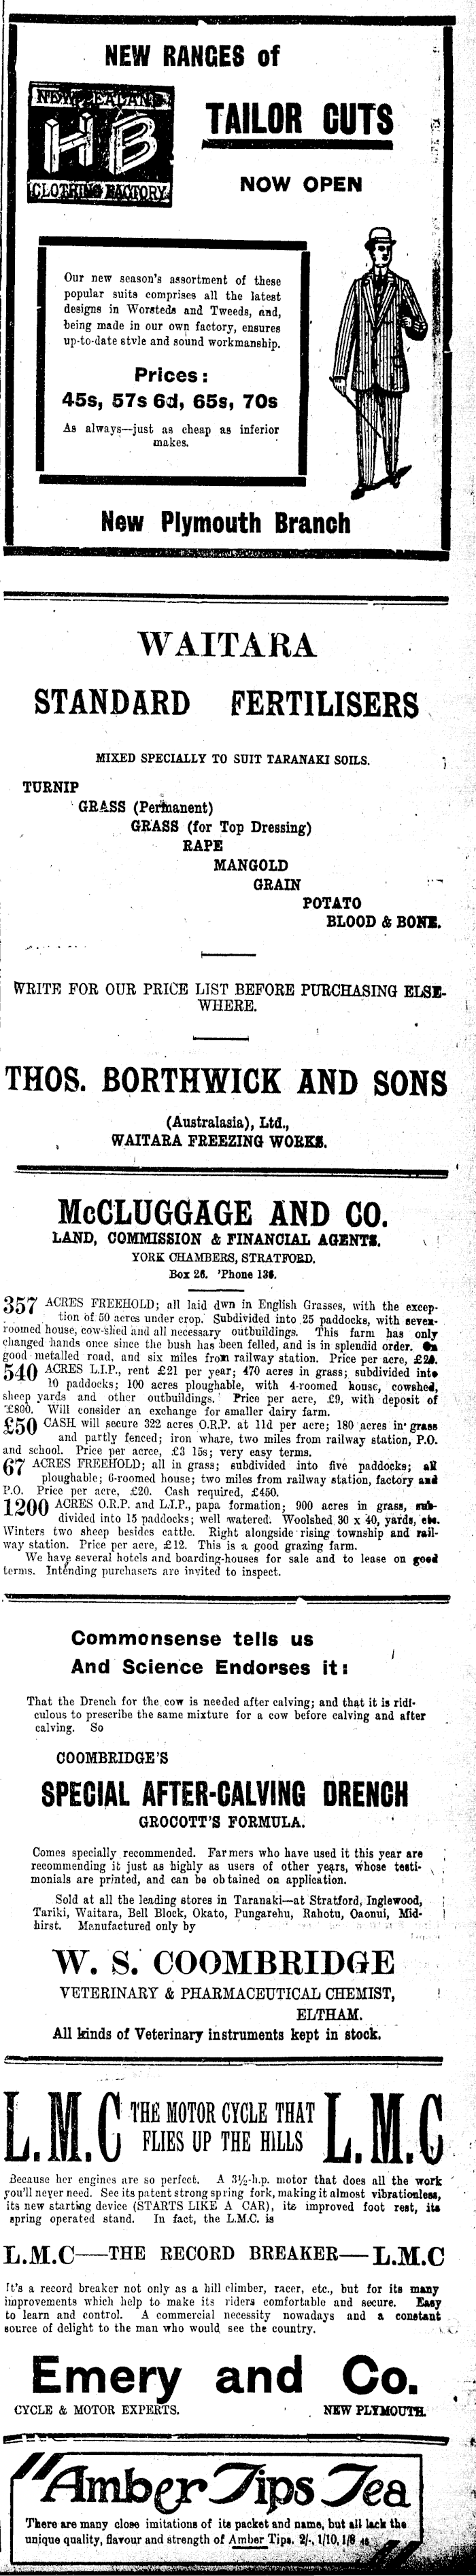 NEW RANGES of
NEW ZEALAND
HB
CLOTHING FACTORY
TAILOR CUTS
NOW OPEN
Our new season's assortment of these
popular suits comprises all the latest
designs in Worsteds and Tweeds, and,
being made in our own factory, ensures
up-to-date style and sound workmanship.
Prices:
45s, 57s 6d, 65s, 70s
As always—just as cheap as inferior
makes.
New Plymouth Branch
WAITARA
STANDARD FERTILISERS
MIXED SPECIALLY TO SUIT TARANAKI SOILS.
TURNIP
GRASS (Permanent)
GRASS (for Top Dressing)
RAPE
MANGOLD
GRAIN
POTATO
BLOOD & BONE.
WRITE FOR OUR PRICE LIST BEFORE PURCHASING ELSE-
WHERE.
THOS. BORTHWICK AND SONS
(Australasia), Ltd.,
WAITARA FREEZING WORKS.
McCLUGGAGE AND CO.
LAND, COMMISSION & FINANCIAL AGENTS.
YORK CHAMBERS, STRATFORD.
Box 26. 'Phone 136.
357 ACRES FREEHOLD; all laid dwn in English Grasses, with the excep-
tion of 50 acres under crop. Subdivided into 25 paddocks, with seven-
roomed house, cow-shed and all necessary outbuildings. This farm has only
changed hands once since the bush has been felled, and is in splendid order. On
good metalled road, and six miles from railway station. Price per acre,
540 ACRES L.I.P., rent £21 per year; 470 acres in grass; subdivided into
10 paddocks; 100 acres ploughable, with 4-roomed house, cowshed,
sheep yards and other outbuildings. Price per acre, £9, with deposit of
£800. Will consider an exchange for smaller dairy farm.
£50 CASH will secure 322 acres O.R.P. at 11d per acre; 180 acres in grass
and partly fenced; iron whare, two miles from railway station, P.O.
and school. Price per acree, £3 15s; very easy terms.
67 ACRES FREEHOLD; all in grass; subdivided into five paddocks; all
ploughable; 6-roomed house; two miles from railway station, factory and
P.O. Price per acre, £20. Cash required, £450.
1200 ACRES O.R.P. and L.I.P., papa formation; 900 acres in grass, sub-
divided into 15 paddocks; well watered. Woolshed 30 x 40, yards, etc.
Winters two sheep besides cattle. Right alongside rising township and rail-
way station. Price per acre, £12. This is a good grazing farm.
We have several hotels and boarding-houses for sale and to lease on good
terms. Intending purchasers are invited to inspect.
Commonsense tells us
And Science Endorses it:
That the Drench for the cow is needed after calving; and that it is ridi-
culous to prescribe the same mixture for a cow before calving and after
calving. So
COOMBRIDGE'S
SPECIAL AFTER-CALVING DRENCH
GROCOTT'S FORMULA.
Comes specially recommended. Farmers who have used it this year are
recommending it just as highly as users of other years, whose testi-
monials are printed, and can be obtained on application.
Sold at all the leading stores in Taranaki—at Stratford, Inglewood,
Tariki, Waitara, Bell Block, Okato, Pungarehu, Rahotu, Oaonui, Mid-
hirst. Manufactured only by
W. S. COOMBRIDGE
VETERINARY & PHARMACEUTICAL CHEMIST,
ELTHAM.
All kinds of Veterinary instruments kept in stock.
L.M.C THE MOTOR CYCLE THAT
FLIES UP THE HILLS L.M.C
Because her engines are so perfect. A 3½-h.p. motor that does all the work
you'll never need. See its patent strong spring fork, making it almost vibrationless,
its new starting device (STARTS LIKE A CAR), its improved foot rest, its
spring operated stand. In fact, the L.M.C. is
L.M.C—THE RECORD BREAKER—L.M.C
It's a record breaker not only as a hill climber, racer, etc., but for its many
improvements which help to make its riders comfortable and secure. Easy
to learn and control. A commercial necessity nowadays and a constant
source of delight to the man who would see the country.
Emery and Co.
CYCLE & MOTOR EXPERTS. NEW PLYMOUTH.
Amber Tips Tea
There are many close imitations of its packet and name, but all lack the
unique quality, flavour and strength of Amber Tips. 2/-, 1/10, 1/8